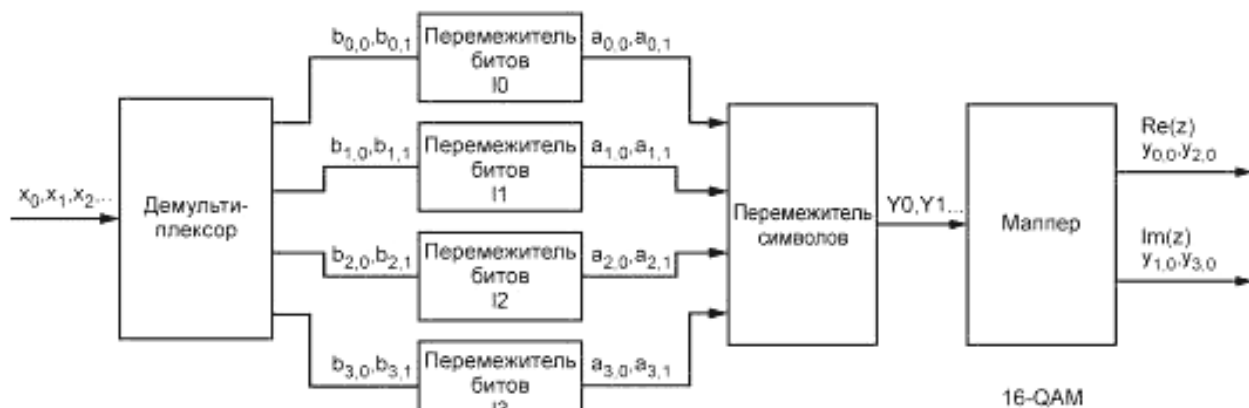 x₀,x₁,x₂...
Демульти-
плексор
b₀,₀,b₀,₁
Перемежитель
битов
I0
a₀,₀,a₀,₁
b₁,₀,b₁,₁
Перемежитель
битов
I1
a₁,₀,a₁,₁
b₂,₀,b₂,₁
Перемежитель
битов
I2
a₂,₀,a₂,₁
b₃,₀,b₃,₁
Перемежитель
битов
I3
a₃,₀,a₃,₁
Перемежитель
символов
Y0,Y1...
Маппер
Re(z)
y₀,₀,y₂,₀
Im(z)
y₁,₀,y₃,₀
16-QAM